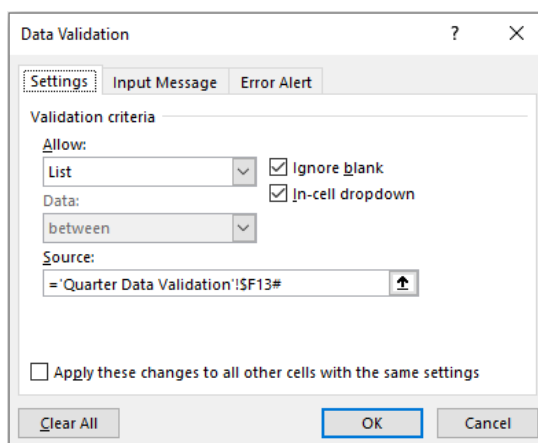 Data Validation ?
Settings Input Message Error Alert
Validation criteria
Allow:
List
Ignore blank
Data:
In-cell dropdown
between
Source:
='Quarter Data Validation'!$F13#
Apply these changes to all other cells with the same settings
Clear All OK Cancel